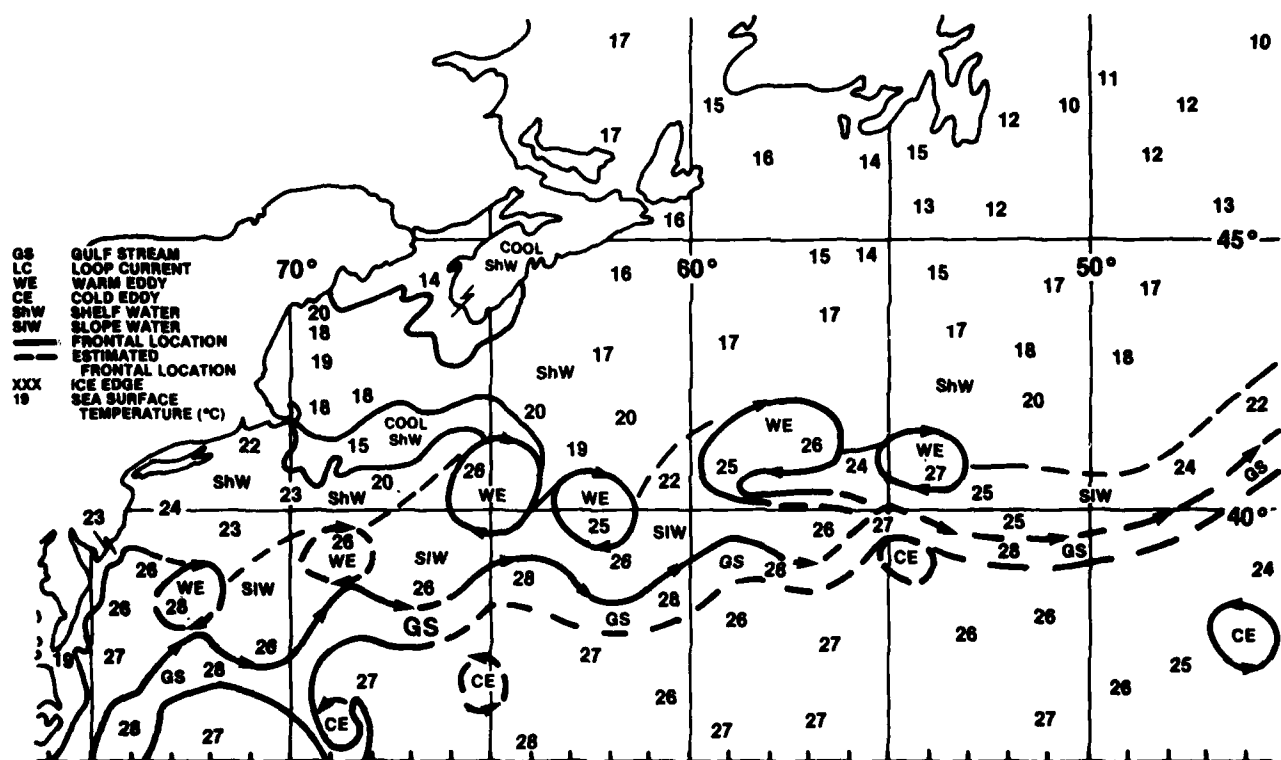 17
10
11
15 10 12
17 12
16 14 15 12
13 12 13
16
GS GULF STREAM
LC LOOP CURRENT
WE WARM EDDY
CE COLD EDDY
ShW SHELF WATER
SlW SLOPE WATER
FRONTAL LOCATION
ESTIMATED
FRONTAL LOCATION
XXX ICE EDGE
19 SEA SURFACE
TEMPERATURE (°C)
COOL
ShW
45°
15 14
70° 14 16 60° 15 50°
17 17
20
18 17 17
19 17 17 18 18
ShW ShW
18 18 20 20 20 22
COOL
ShW
22 15 19 WE 26 WE
20 26 25 24 27 24
ShW 23 ShW WE WE 22 25 SlW GS
24 23 25 SlW 26 27 25 40°
23 26
WE SlW 26 GS 28 CE 28 GS
26 WE SlW 26 28 24
26 28 28
GS GS 26 26 26 CE
27 26 27 27
19 GS 28 25
27 CE 26 26
28 CE 27 27 27
27 28